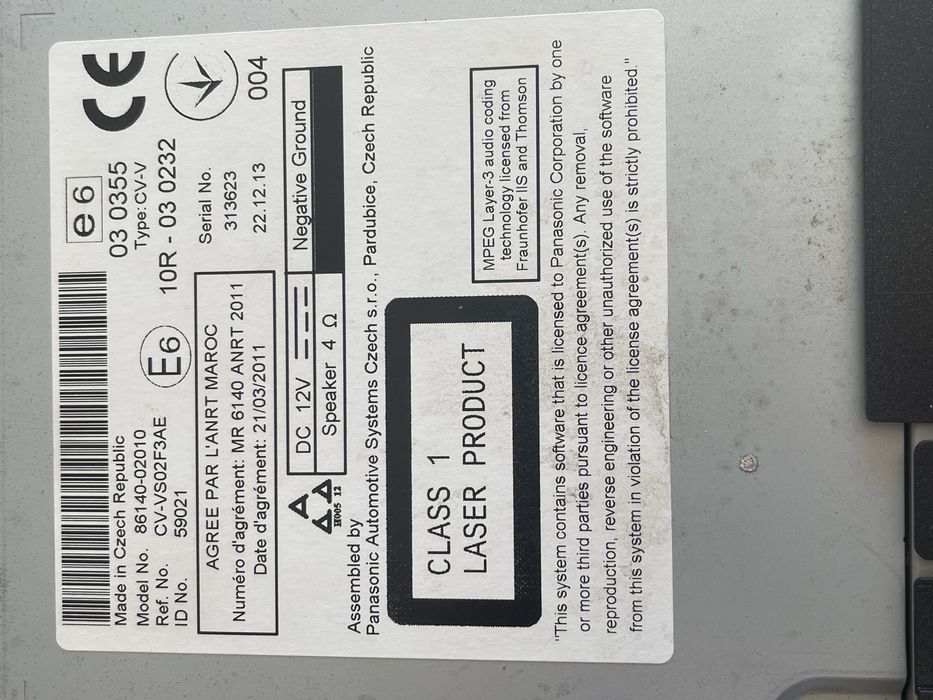 e6
CE
03 0355
Type: CV-V
10R - 03 0232
004
Made in Czech Republic
Model No. 86140-02010
Ref. No. CV-VS02F3AE
ID No. 59021
E6
Serial No.
313623
22.12.13
AGREE PAR L'ANRT MAROC
Numéro d'agrément: MR 6140 ANRT 2011
Date d'agrément: 21/03/2011
DC 12V
Negative Ground
Speaker 4 Ω
Assembled by
Panasonic Automotive Systems Czech s.r.o., Pardubice, Czech Republic
CLASS 1
LASER PRODUCT
MPEG Layer-3 audio coding
technology licensed from
Fraunhofer IIS and Thomson
"This system contains software that is licensed to Panasonic Corporation by one
or more third parties pursuant to licence agreement(s). Any removal,
reproduction, reverse engineering or other unauthorized use of the software
from this system in violation of the license agreement(s) is strictly prohibited."